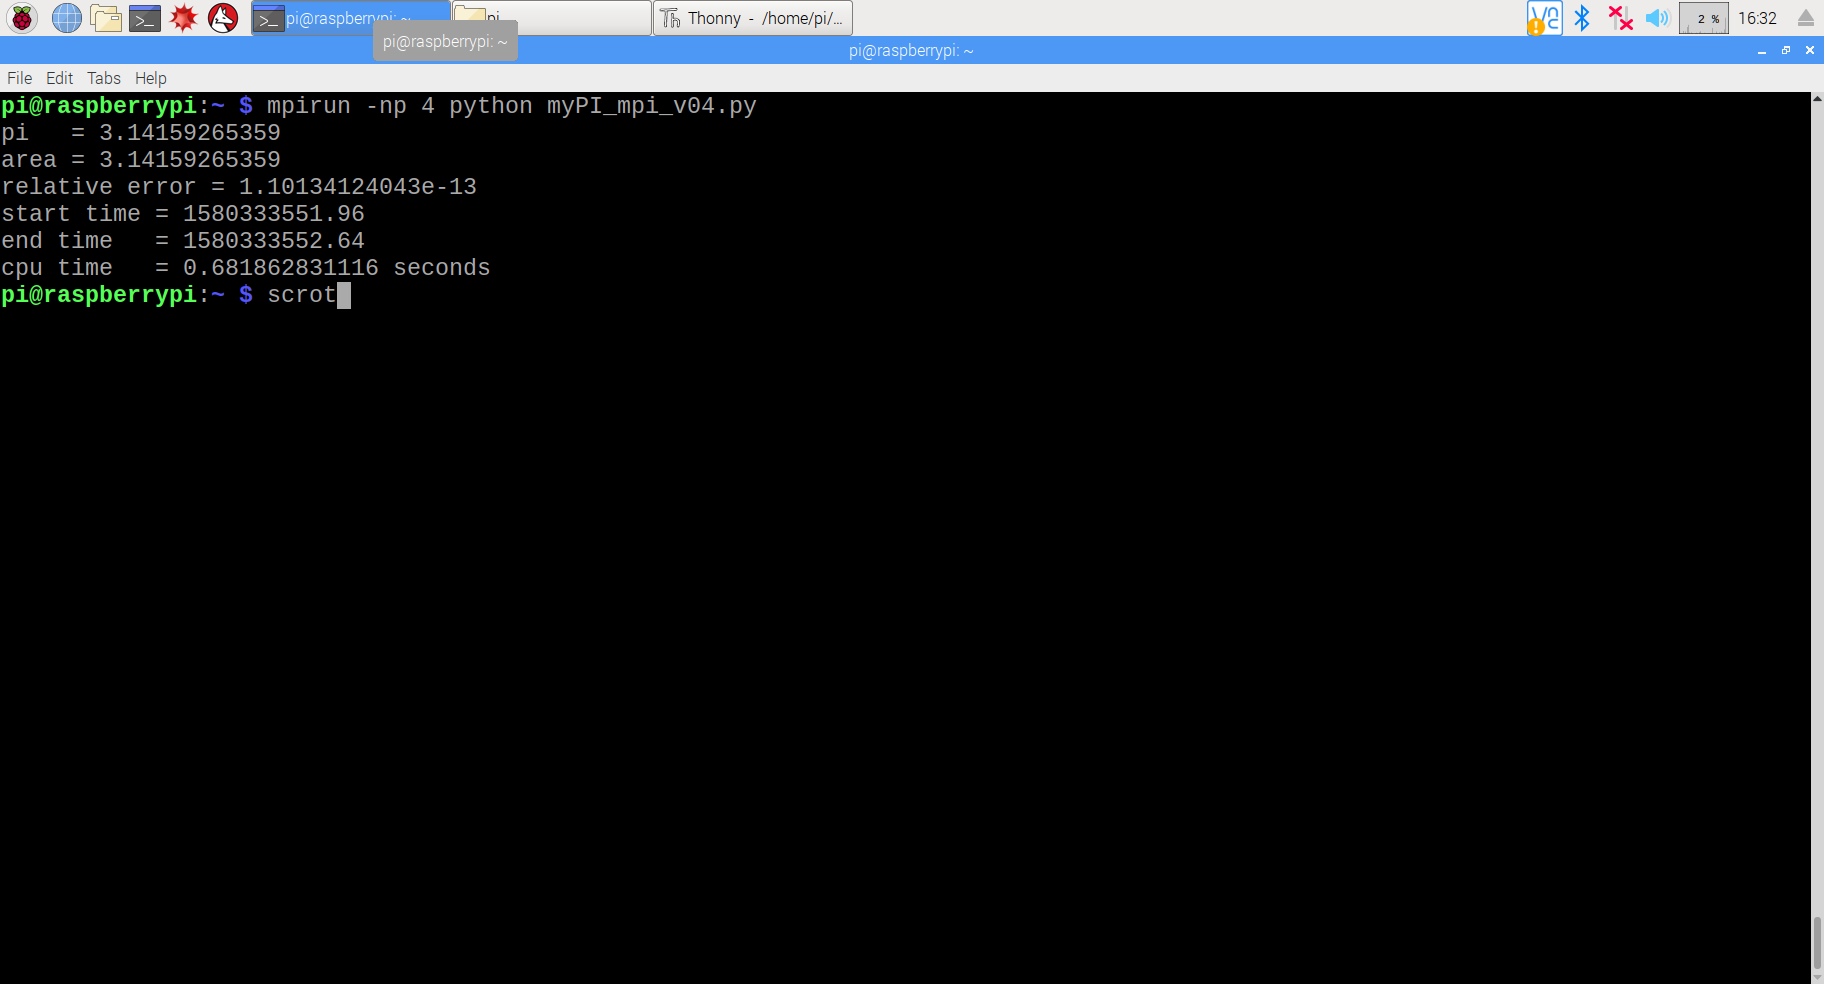 pi@raspberrypi: ~
pi
Thonny  -  /home/pi/...
2 %
16:32
pi@raspberrypi: ~
pi@raspberrypi: ~
File Edit Tabs Help
pi@raspberrypi:~ $ mpirun -np 4 python myPI_mpi_v04.py
pi   = 3.14159265359
area = 3.14159265359
relative error = 1.10134124043e-13
start time = 1580333551.96
end time   = 1580333552.64
cpu time   = 0.681862831116 seconds
pi@raspberrypi:~ $ scrot